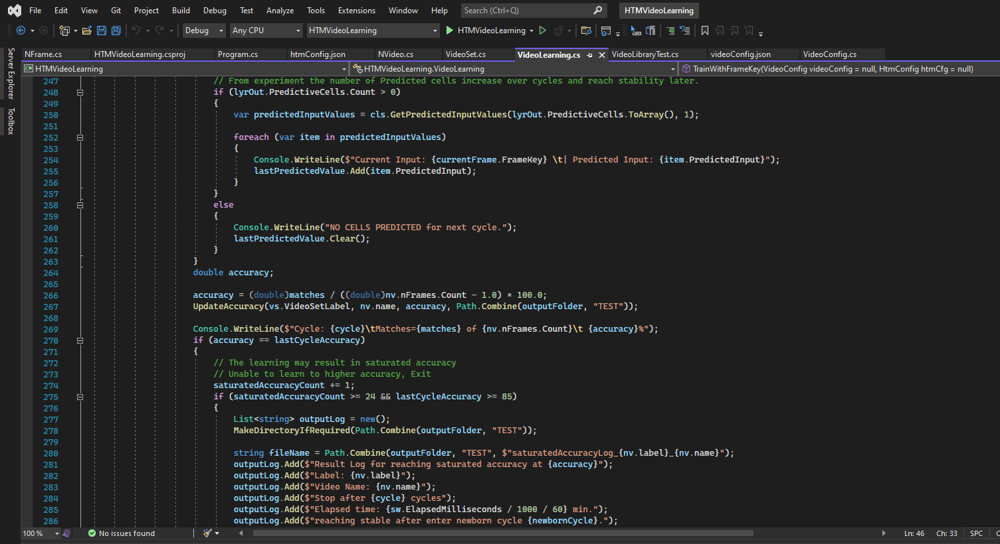 File Edit View Git Project Build Debug Test Analyze Tools Extensions Window Help Search (Ctrl+Q) HTMVideoLearning
Debug Any CPU HTMVideoLearning HTMVideoLearning
Server Explorer
Toolbox
NFrame.cs HTMVideoLearning.csproj Program.cs htmConfig.json NVideo.cs VideoSet.cs VideoLearning.cs VideoLibraryTest.cs videoConfig.json VideoConfig.cs
C# HTMVideoLearning HTMVideoLearning.VideoLearning TrainWithFrameKey(VideoConfig videoConfig = null, HtmConfig htmCfg = null)
247 // From experiment the number of Predicted cells increase over cycles and reach stability later.
248 if (lyrOut.PredictiveCells.Count > 0)
249 {
250 var predictedInputValues = cls.GetPredictedInputValues(lyrOut.PredictiveCells.ToArray(), 1);
251
252 foreach (var item in predictedInputValues)
253 {
254 Console.WriteLine($"Current Input: {currentFrame.FrameKey} \t| Predicted Input: {item.PredictedInput}");
255 lastPredictedValue.Add(item.PredictedInput);
256 }
257 }
258 else
259 {
260 Console.WriteLine("NO CELLS PREDICTED for next cycle.");
261 lastPredictedValue.Clear();
262 }
263 }
264 double accuracy;
265
266 accuracy = (double)matches / ((double)nv.nFrames.Count - 1.0) * 100.0;
267 UpdateAccuracy(vs.VideoSetLabel, nv.name, accuracy, Path.Combine(outputFolder, "TEST"));
268
269 Console.WriteLine($"Cycle: {cycle}\tMatches={matches} of {nv.nFrames.Count}\t {accuracy}%");
270 if (accuracy == lastCycleAccuracy)
271 {
272 // The learning may result in saturated accuracy
273 // Unable to learn to higher accuracy, Exit
274 saturatedAccuracyCount += 1;
275 if (saturatedAccuracyCount >= 24 && lastCycleAccuracy >= 85)
276 {
277 List<string> outputLog = new();
278 MakeDirectoryIfRequired(Path.Combine(outputFolder, "TEST"));
279
280 string fileName = Path.Combine(outputFolder, "TEST", $"saturatedAccuracyLog_{nv.label}_{nv.name}");
281 outputLog.Add($"Result Log for reaching saturated accuracy at {accuracy}");
282 outputLog.Add($"Label: {nv.label}");
283 outputLog.Add($"Video Name: {nv.name}");
284 outputLog.Add($"Stop after {cycle} cycles");
285 outputLog.Add($"Elapsed time: {sw.ElapsedMilliseconds / 1000 / 60} min.");
286 outputLog.Add($"reaching stable after enter newborn cycle {newbornCycle}.");
100 % No issues found Ln: 46 Ch: 33 SPC